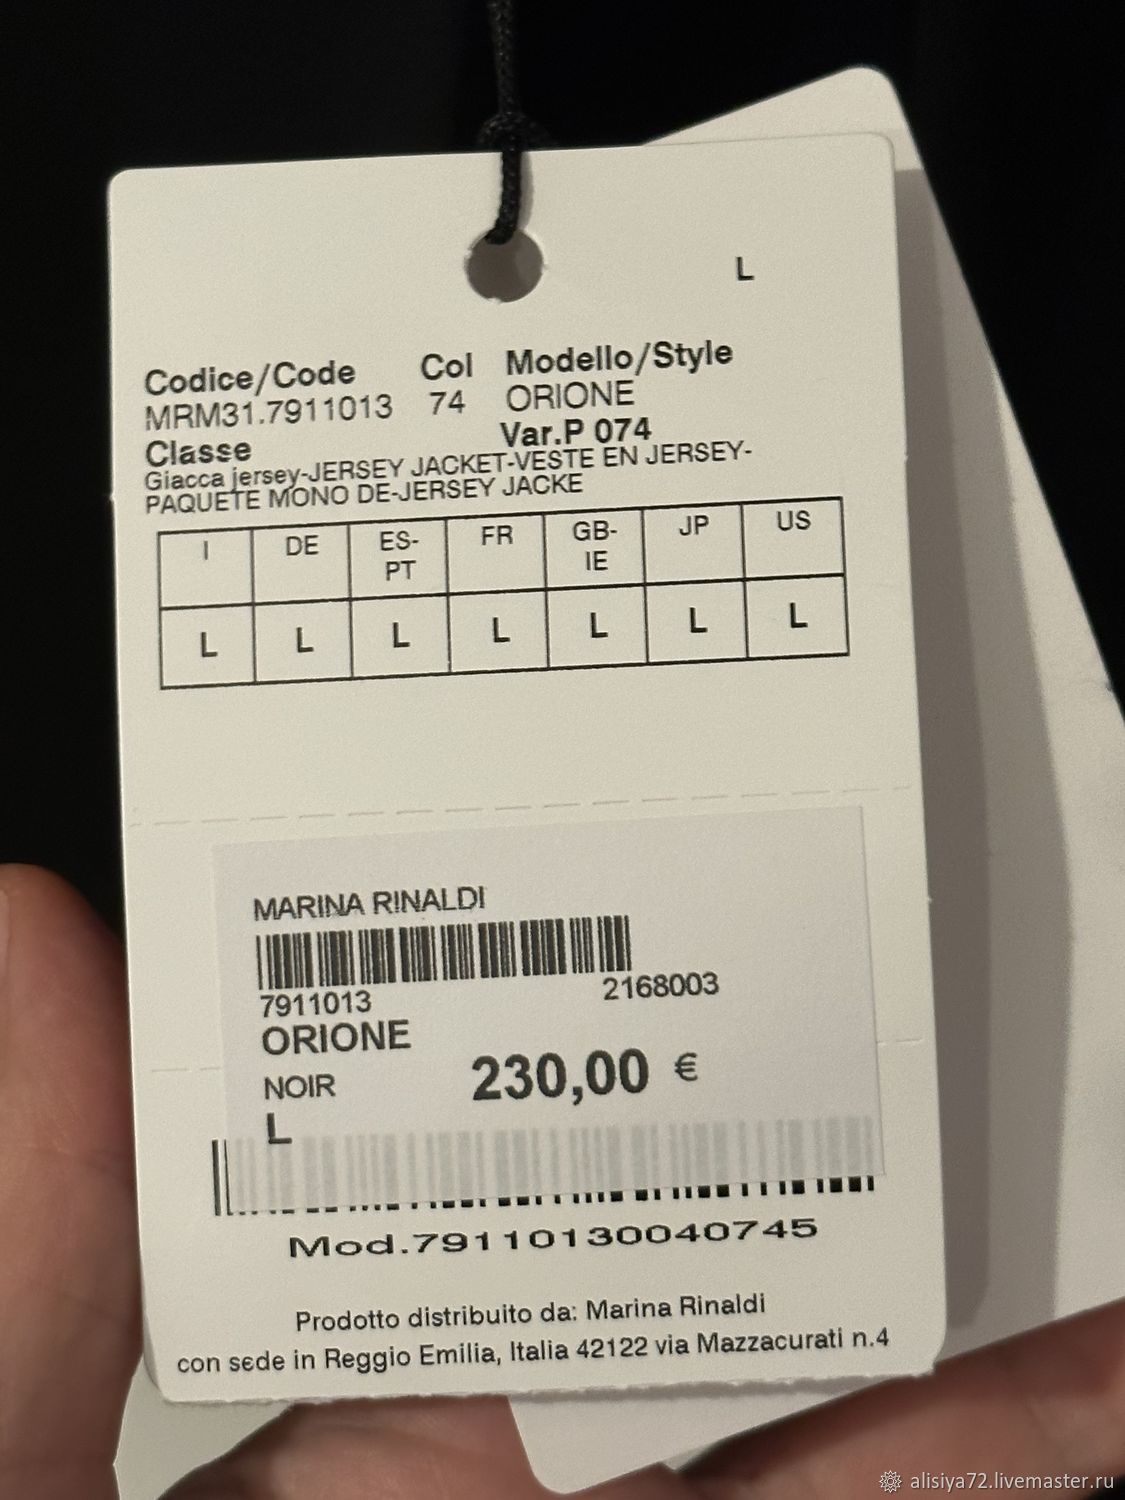 L
Codice/Code Col Modello/Style
MRM31.7911013 74 ORIONE
Classe Var.P 074
Giacca jersey-JERSEY JACKET-VESTE EN JERSEY-
PAQUETE MONO DE-JERSEY JACKE
I DE ES-PT FR GB-IE JP US
L L L L L L L
MARINA RINALDI
7911013 2168003
ORIONE
NOIR 230,00 €
L
Mod.79110130040745
Prodotto distribuito da: Marina Rinaldi
con sede in Reggio Emilia, Italia 42122 via Mazzacurati n.4
alisiya72.livemaster.ru